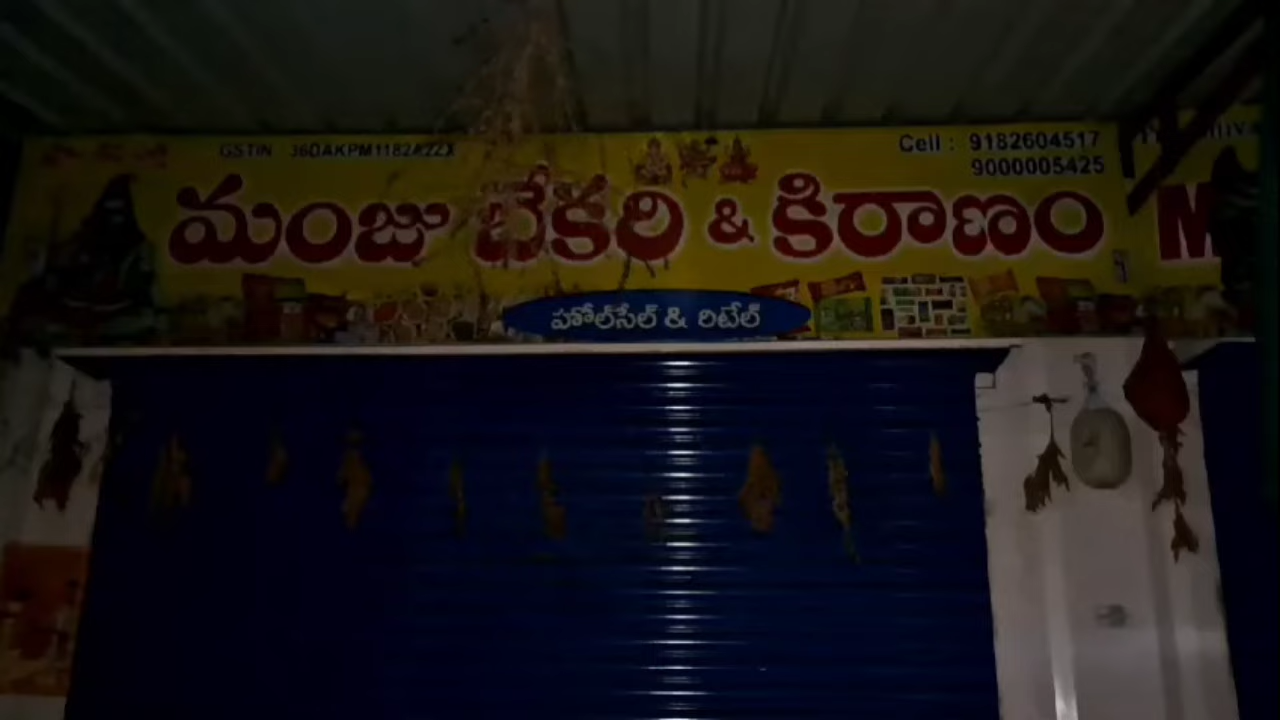 GSTIN 36DAKPM1182A2ZX
Cell : 9182604517
9000005425
మంజు బేకరి & కిరాణం
హోల్‌సేల్ & రిటేల్
M